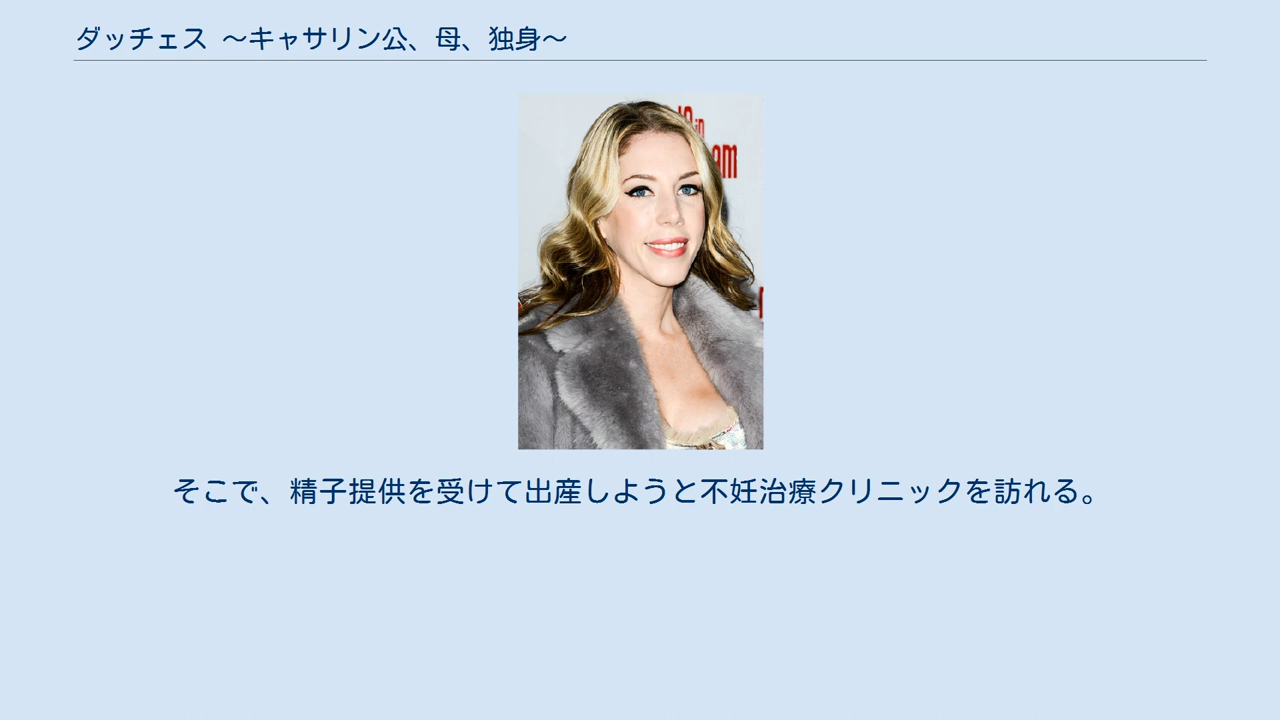 ダッチェス ～キャサリン公、母、独身～
そこで、精子提供を受けて出産しようと不妊治療クリニックを訪れる。